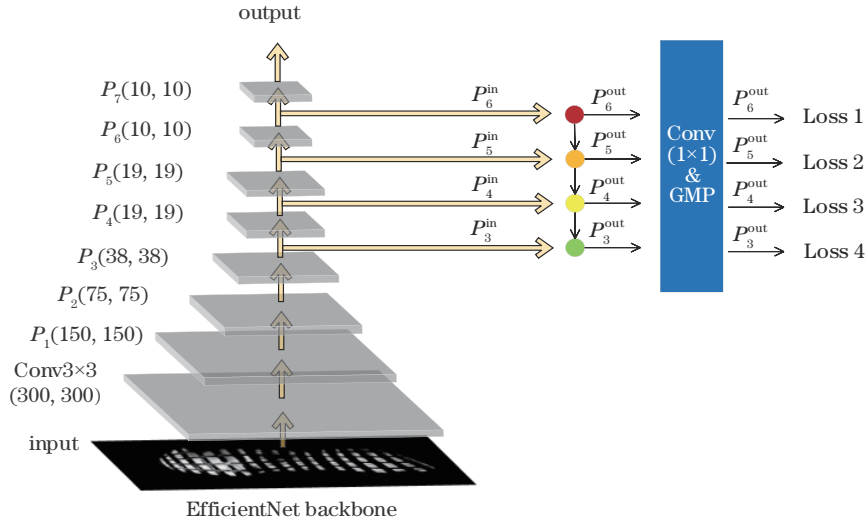 output
P₇(10, 10)
P₆(10, 10)
P₅(19, 19)
P₄(19, 19)
P₃(38, 38)
P₂(75, 75)
P₁(150, 150)
Conv3×3
(300, 300)
input
EfficientNet backbone
P₆ⁱⁿ
P₅ⁱⁿ
P₄ⁱⁿ
P₃ⁱⁿ
P₆ᵒᵘᵗ
P₅ᵒᵘᵗ
P₄ᵒᵘᵗ
P₃ᵒᵘᵗ
Conv
(1×1)
&
GMP
P₆ᵒᵘᵗ
P₅ᵒᵘᵗ
P₄ᵒᵘᵗ
P₃ᵒᵘᵗ
Loss 1
Loss 2
Loss 3
Loss 4